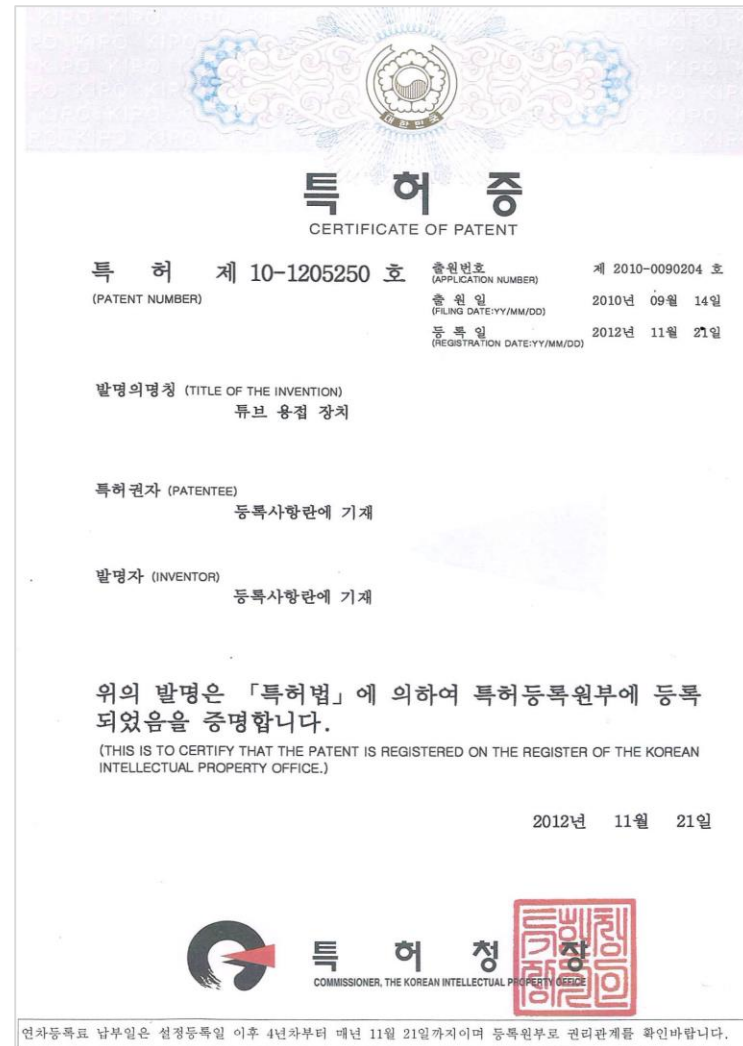 대한민국
특 허 증
CERTIFICATE OF PATENT
특 허 제 10-1205250 호
(PATENT NUMBER)
출원번호 제 2010-0090204 호
(APPLICATION NUMBER)
출 원 일 2010년 09월 14일
(FILING DATE:YY/MM/DD)
등 록 일 2012년 11월 21일
(REGISTRATION DATE:YY/MM/DD)
발명의명칭 (TITLE OF THE INVENTION)
튜브 용접 장치
특허권자 (PATENTEE)
등록사항란에 기재
발명자 (INVENTOR)
등록사항란에 기재
위의 발명은 「특허법」에 의하여 특허등록원부에 등록
되었음을 증명합니다.
(THIS IS TO CERTIFY THAT THE PATENT IS REGISTERED ON THE REGISTER OF THE KOREAN
INTELLECTUAL PROPERTY OFFICE.)
2012년 11월 21일
특 허 청 장
COMMISSIONER, THE KOREAN INTELLECTUAL PROPERTY OFFICE
연차등록료 납부일은 설정등록일 이후 4년차부터 매년 11월 21일까지이며 등록원부로 권리관계를 확인바랍니다.